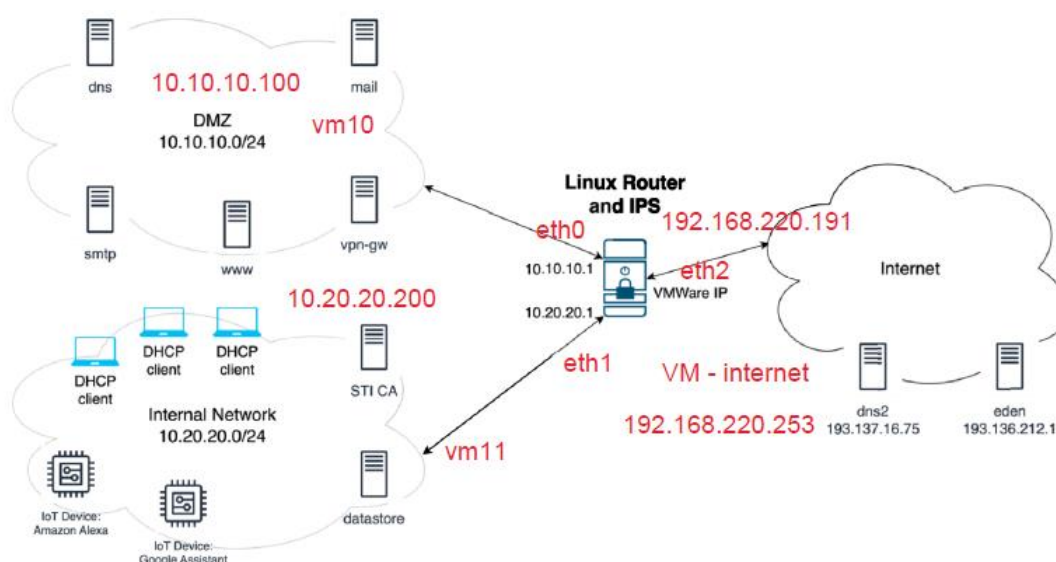 dns
10.10.10.100
mail
DMZ
vm10
10.10.10.0/24
smtp
www
vpn-gw
Linux Router
and IPS
eth0
192.168.220.191
10.10.10.1
eth2
VMWare IP
Internet
10.20.20.1
10.20.20.200
eth1
DHCP
client
DHCP
client
DHCP
client
STI CA
VM - internet
Internal Network
10.20.20.0/24
192.168.220.253
dns2
193.137.16.75
eden
193.136.212.1
vm11
datastore
IoT Device:
Amazon Alexa
IoT Device:
Google Assistant